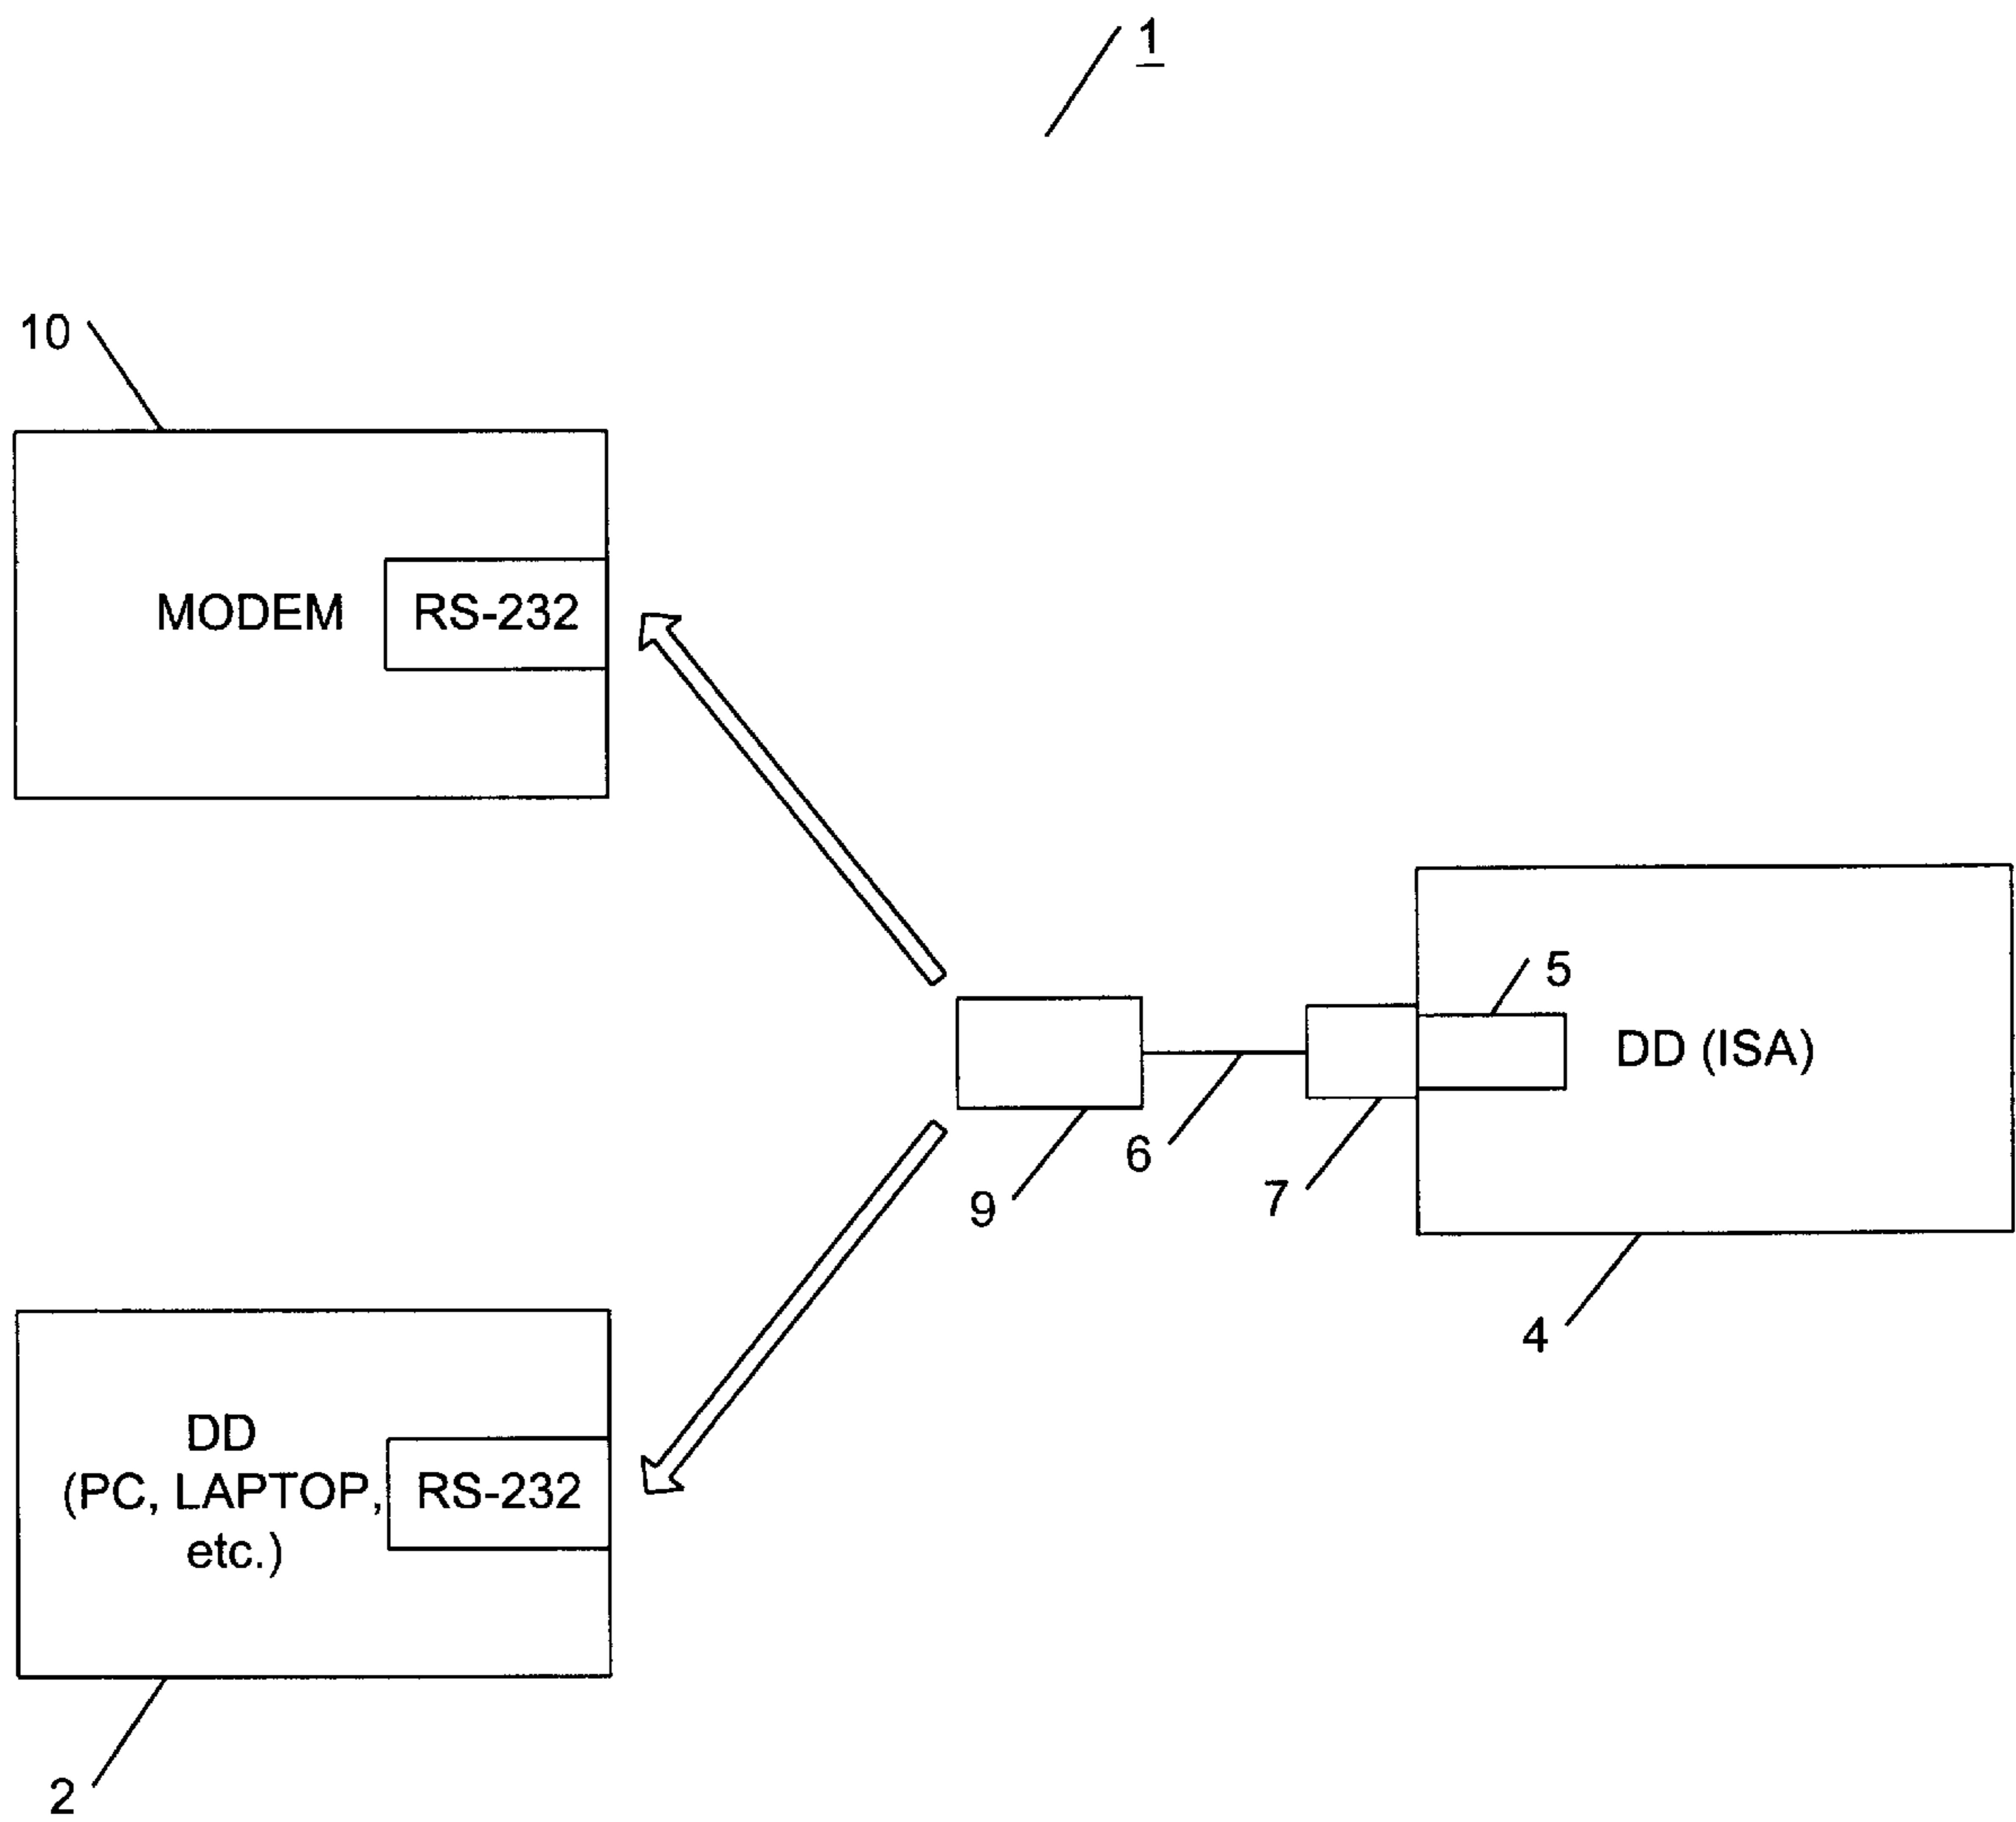 1
10
MODEM
RS-232
5
DD (ISA)
6
9
7
4
DD
(PC, LAPTOP,
etc.)
RS-232
2